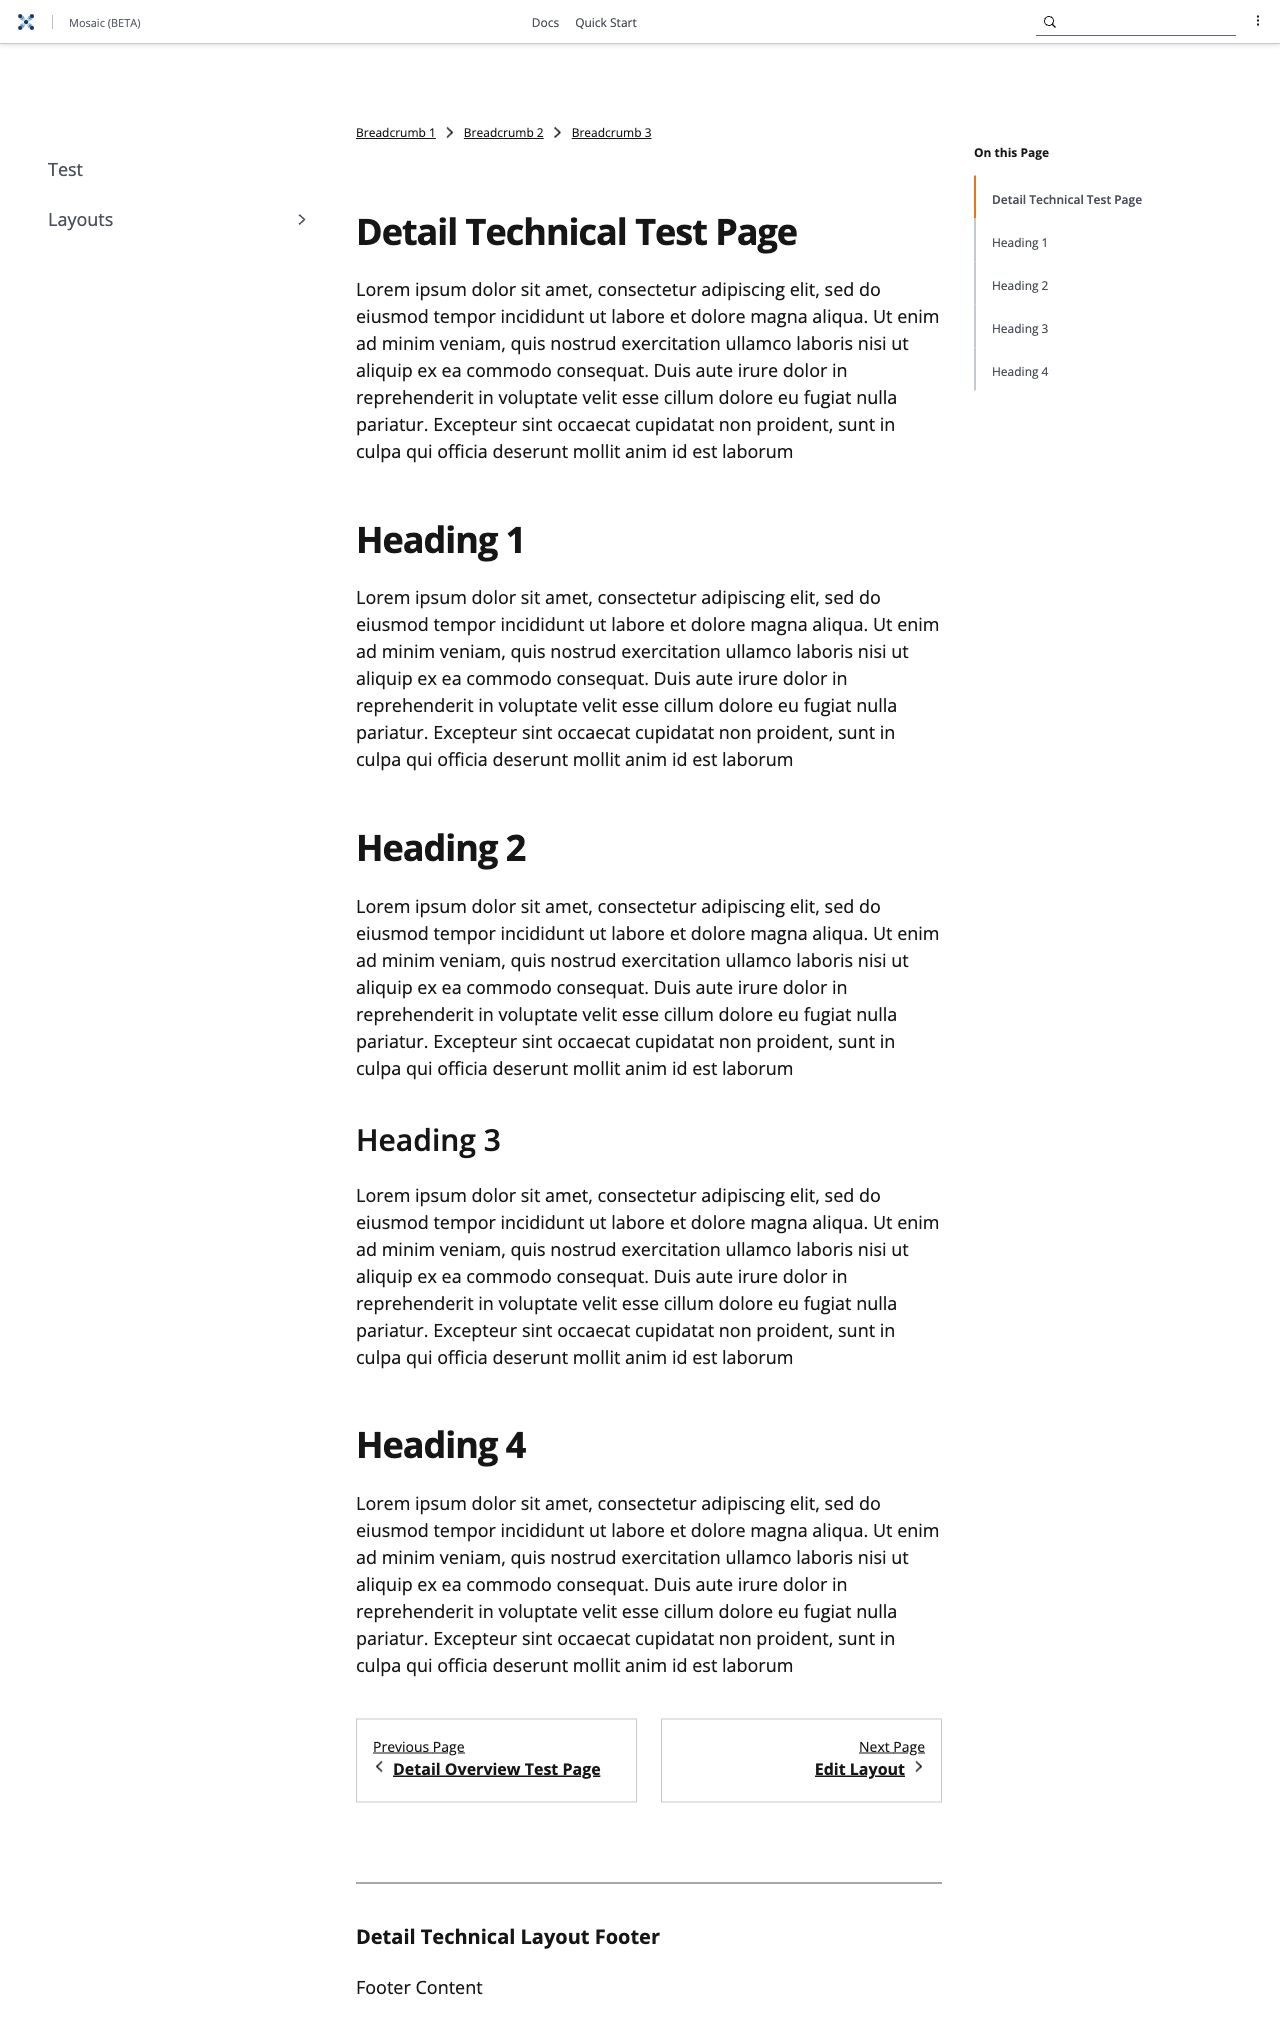 Mosaic (BETA)
Docs Quick Start
Breadcrumb 1 Breadcrumb 2 Breadcrumb 3
Test
Layouts
Detail Technical Test Page
Lorem ipsum dolor sit amet, consectetur adipiscing elit, sed do
eiusmod tempor incididunt ut labore et dolore magna aliqua. Ut enim
ad minim veniam, quis nostrud exercitation ullamco laboris nisi ut
aliquip ex ea commodo consequat. Duis aute irure dolor in
reprehenderit in voluptate velit esse cillum dolore eu fugiat nulla
pariatur. Excepteur sint occaecat cupidatat non proident, sunt in
culpa qui officia deserunt mollit anim id est laborum
Heading 1
Lorem ipsum dolor sit amet, consectetur adipiscing elit, sed do
eiusmod tempor incididunt ut labore et dolore magna aliqua. Ut enim
ad minim veniam, quis nostrud exercitation ullamco laboris nisi ut
aliquip ex ea commodo consequat. Duis aute irure dolor in
reprehenderit in voluptate velit esse cillum dolore eu fugiat nulla
pariatur. Excepteur sint occaecat cupidatat non proident, sunt in
culpa qui officia deserunt mollit anim id est laborum
Heading 2
Lorem ipsum dolor sit amet, consectetur adipiscing elit, sed do
eiusmod tempor incididunt ut labore et dolore magna aliqua. Ut enim
ad minim veniam, quis nostrud exercitation ullamco laboris nisi ut
aliquip ex ea commodo consequat. Duis aute irure dolor in
reprehenderit in voluptate velit esse cillum dolore eu fugiat nulla
pariatur. Excepteur sint occaecat cupidatat non proident, sunt in
culpa qui officia deserunt mollit anim id est laborum
Heading 3
Lorem ipsum dolor sit amet, consectetur adipiscing elit, sed do
eiusmod tempor incididunt ut labore et dolore magna aliqua. Ut enim
ad minim veniam, quis nostrud exercitation ullamco laboris nisi ut
aliquip ex ea commodo consequat. Duis aute irure dolor in
reprehenderit in voluptate velit esse cillum dolore eu fugiat nulla
pariatur. Excepteur sint occaecat cupidatat non proident, sunt in
culpa qui officia deserunt mollit anim id est laborum
Heading 4
Lorem ipsum dolor sit amet, consectetur adipiscing elit, sed do
eiusmod tempor incididunt ut labore et dolore magna aliqua. Ut enim
ad minim veniam, quis nostrud exercitation ullamco laboris nisi ut
aliquip ex ea commodo consequat. Duis aute irure dolor in
reprehenderit in voluptate velit esse cillum dolore eu fugiat nulla
pariatur. Excepteur sint occaecat cupidatat non proident, sunt in
culpa qui officia deserunt mollit anim id est laborum
Previous Page
Detail Overview Test Page
Next Page
Edit Layout
Detail Technical Layout Footer
Footer Content
On this Page
Detail Technical Test Page
Heading 1
Heading 2
Heading 3
Heading 4